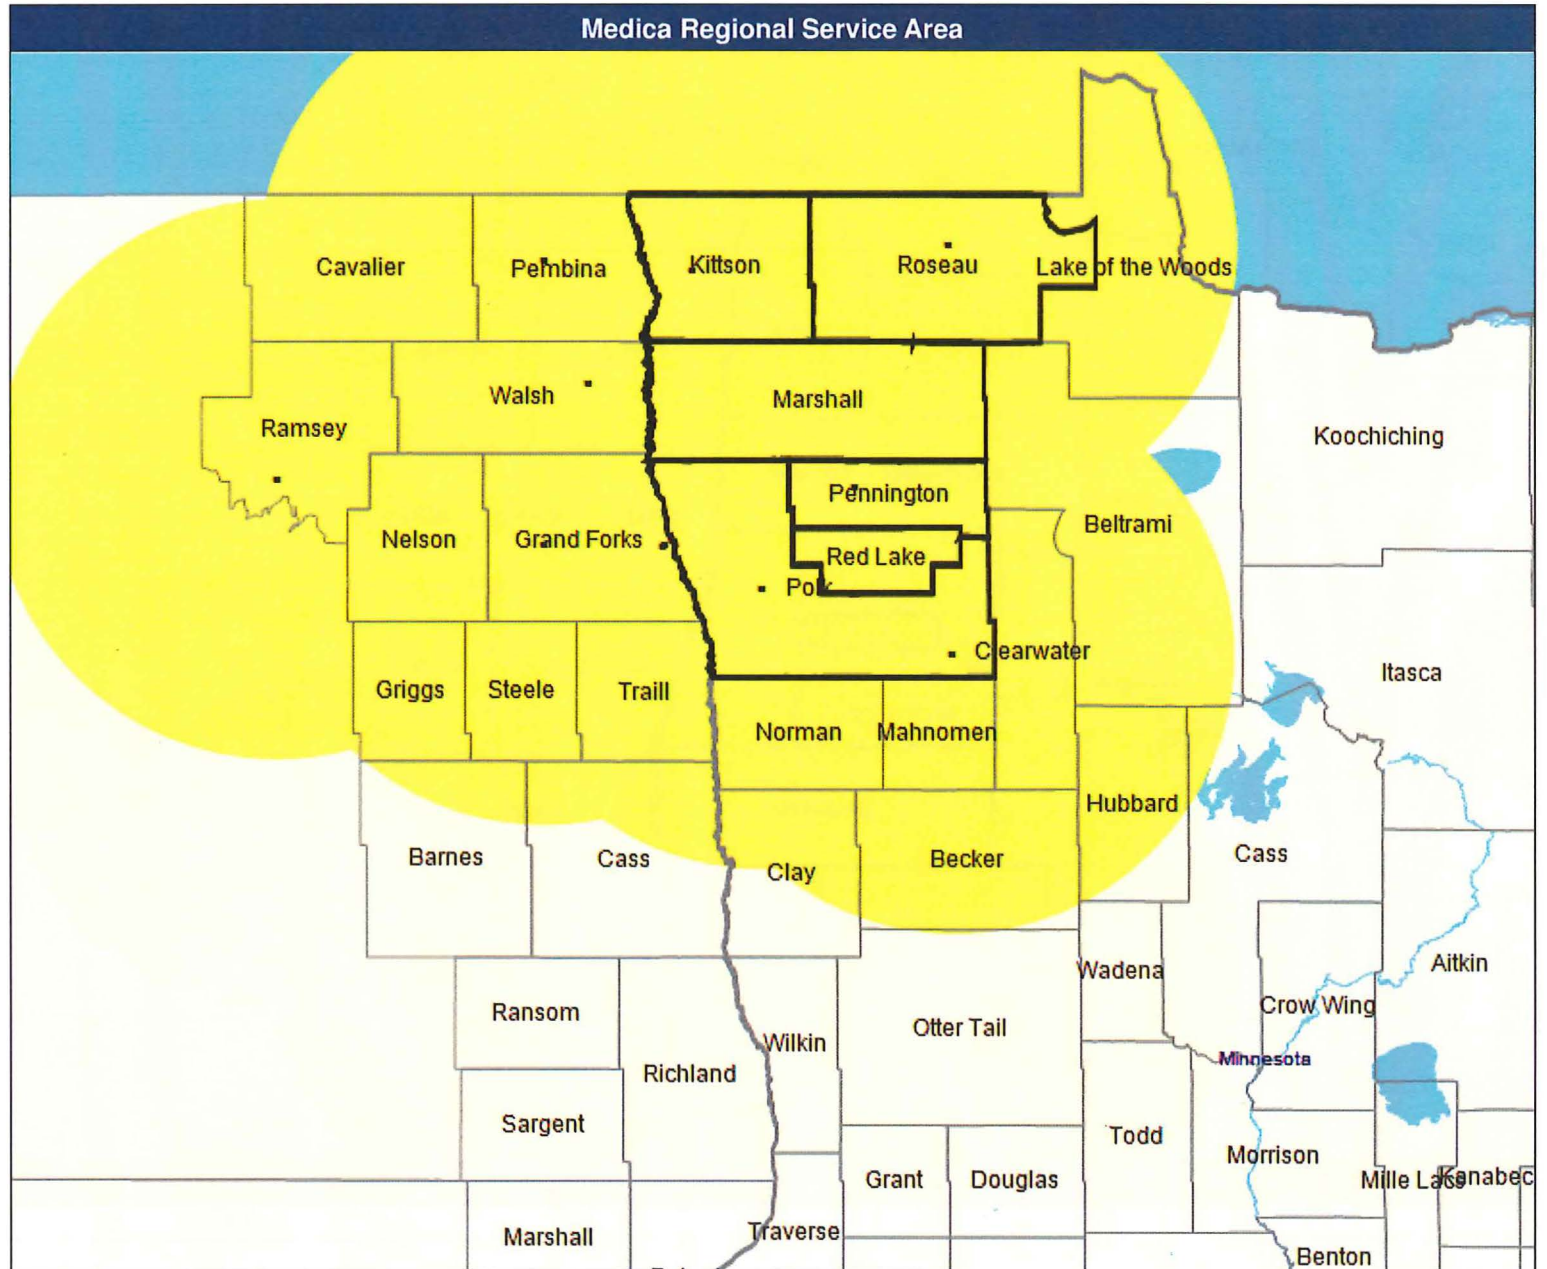 Medica Regional Service Area
Cavalier
Pembina
Kittson
Roseau
Lake of the Woods
Walsh
Marshall
Ramsey
Koochiching
Pennington
Nelson
Grand Forks
Red Lake
Beltrami
Polk
Clearwater
Itasca
Griggs
Steele
Traill
Norman
Mahnomen
Hubbard
Barnes
Cass
Clay
Becker
Cass
Wadena
Aitkin
Ransom
Crow Wing
Otter Tail
Wilkin
Minnesota
Richland
Sargent
Todd
Morrison
Grant
Douglas
Mille Lacs
Kanabec
Marshall
Traverse
Benton